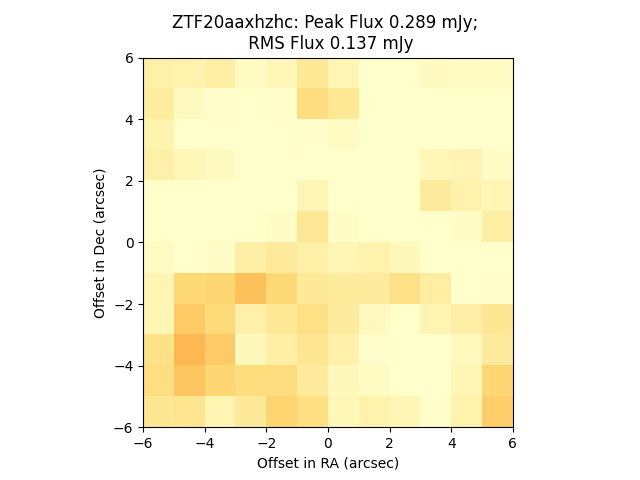 ZTF20aaxhzhc: Peak Flux 0.289 mJy;
RMS Flux 0.137 mJy
6
4
2
0
−2
−4
−6
Offset in Dec (arcsec)
−6 −4 −2 0 2 4 6
Offset in RA (arcsec)